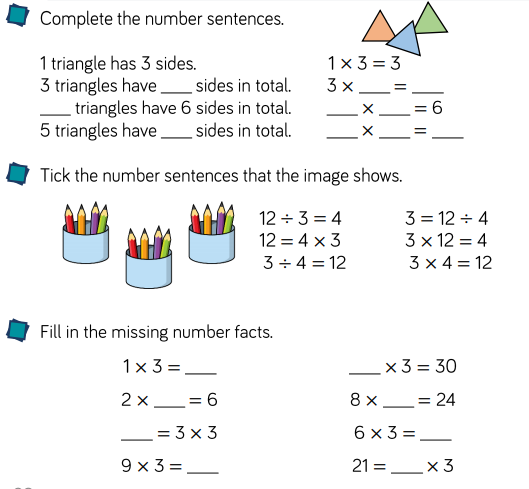 Complete the number sentences.
1 triangle has 3 sides. 1 × 3 = 3
3 triangles have ____ sides in total. 3 × ____ = ____
____ triangles have 6 sides in total. ____ × ____ = 6
5 triangles have ____ sides in total. ____ × ____ = ____
Tick the number sentences that the image shows.
12 ÷ 3 = 4 3 = 12 ÷ 4
12 = 4 × 3 3 × 12 = 4
3 ÷ 4 = 12 3 × 4 = 12
Fill in the missing number facts.
1 × 3 = ____ ____ × 3 = 30
2 × ____ = 6 8 × ____ = 24
____ = 3 × 3 6 × 3 = ____
9 × 3 = ____ 21 = ____ × 3